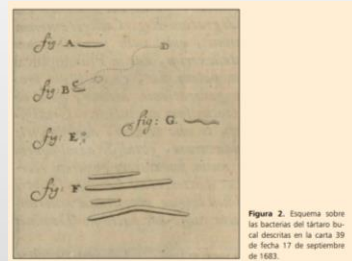 fig: A
D
fig: B
C
fig: G.
fig: E
fig: F
Figura 2. Esquema sobre
las bacterias del tártaro bu-
cal descritas en la carta 39
de fecha 17 de septiembre
de 1683.